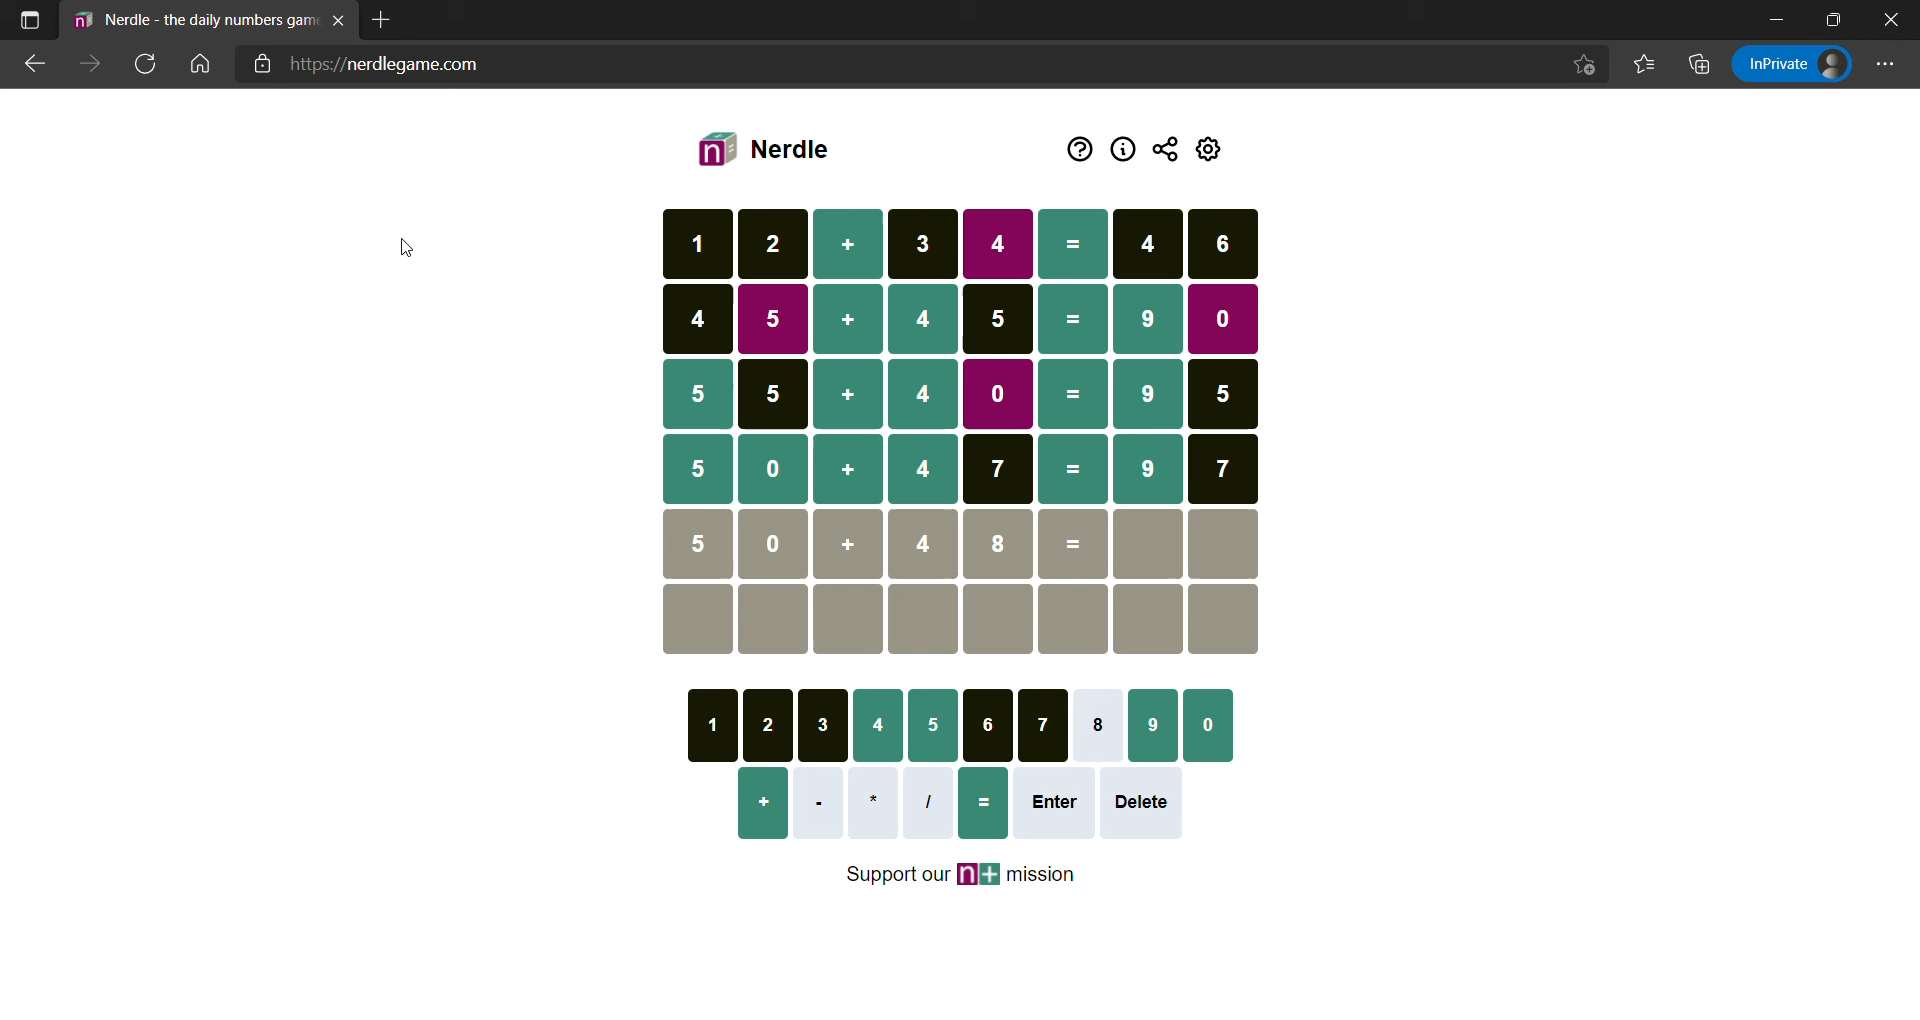 Nerdle - the daily numbers game
https://nerdlegame.com
InPrivate
n Nerdle
1 2 + 3 4 = 4 6
4 5 + 4 5 = 9 0
5 5 + 4 0 = 9 5
5 0 + 4 7 = 9 7
5 0 + 4 8 =
1 2 3 4 5 6 7 8 9 0
+ - * / = Enter Delete
Support our n+ mission